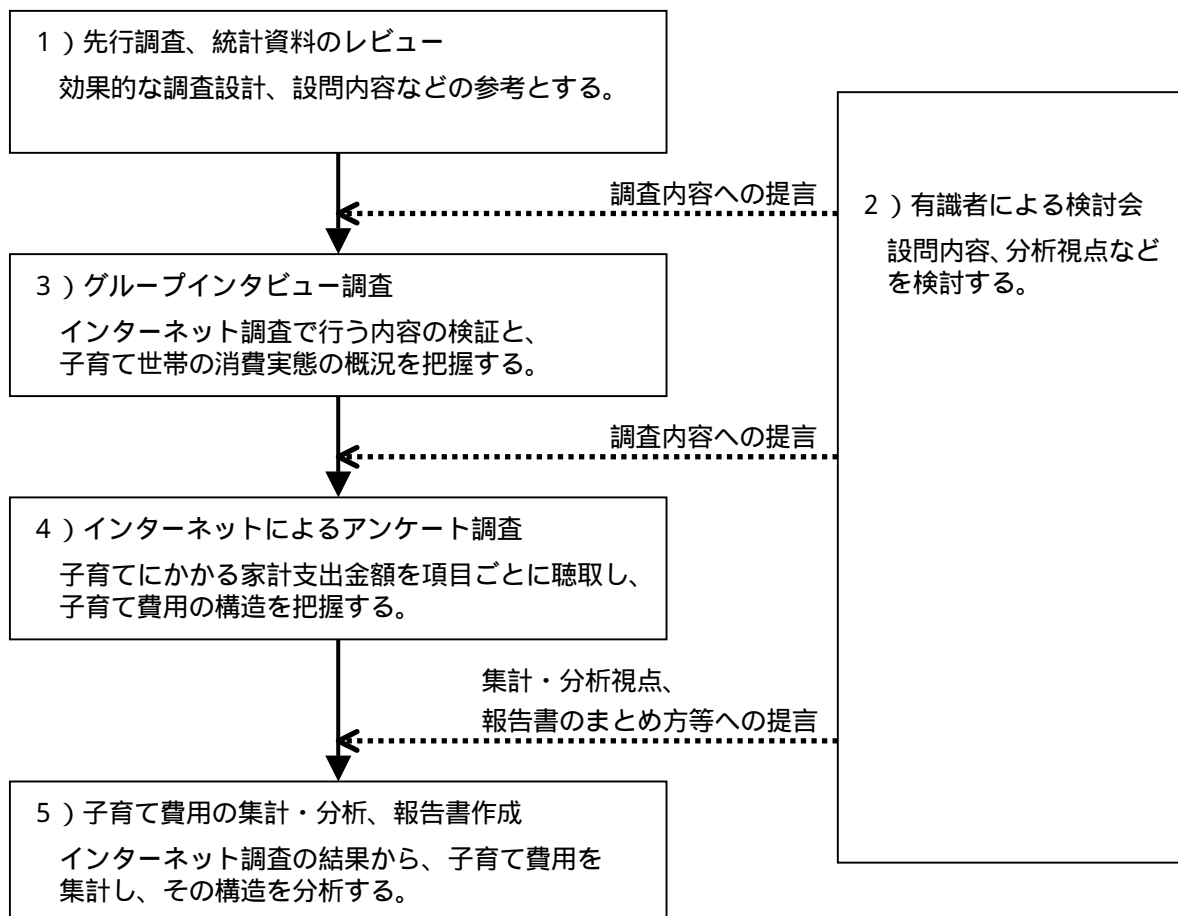 1）先行調査、統計資料のレビュー
効果的な調査設計、設問内容などの参考とする。
調査内容への提言
2）有識者による検討会
設問内容、分析視点など
を検討する。
3）グループインタビュー調査
インターネット調査で行う内容の検証と、
子育て世帯の消費実態の概況を把握する。
調査内容への提言
4）インターネットによるアンケート調査
子育てにかかる家計支出金額を項目ごとに聴取し、
子育て費用の構造を把握する。
集計・分析視点、
報告書のまとめ方等への提言
5）子育て費用の集計・分析、報告書作成
インターネット調査の結果から、子育て費用を
集計し、その構造を分析する。